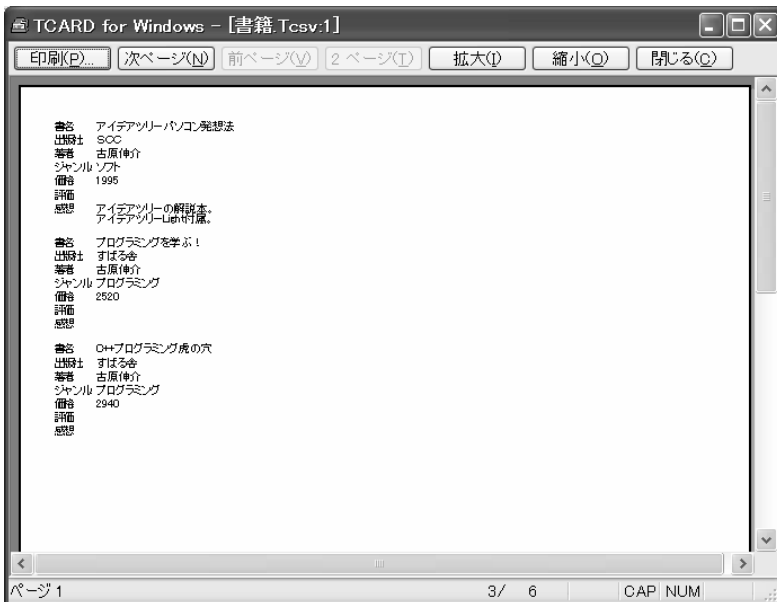 TCARD for Windows - [書籍.Tcsv:1]
印刷(P)... 次ページ(N) 前ページ(V) 2 ページ(T) 拡大(I) 縮小(O) 閉じる(C)
書名 アイデアツリーパソコン発想法
出版社 SCC
著者 古原伸介
ジャンル ソフト
価格 1995
評価
感想 アイデアツリーの解説本。
アイデアツリーLight付属。
書名 プログラミングを学ぶ!
出版社 すばる舎
著者 古原伸介
ジャンル プログラミング
価格 2520
評価
感想
書名 C++プログラミング虎の穴
出版社 すばる舎
著者 古原伸介
ジャンル プログラミング
価格 2940
評価
感想
ページ 1 3/ 6 CAP NUM